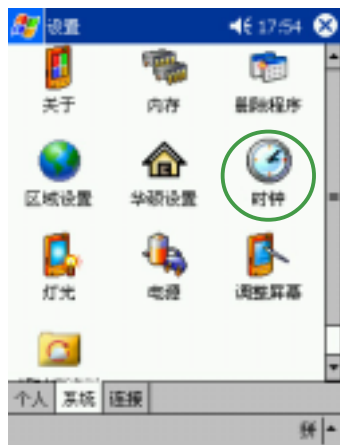 设置 17:54
关于 内存 删除程序
区域设置 华硕设置 时钟
灯光 电源 调整屏幕
个人 系统 连接
拼